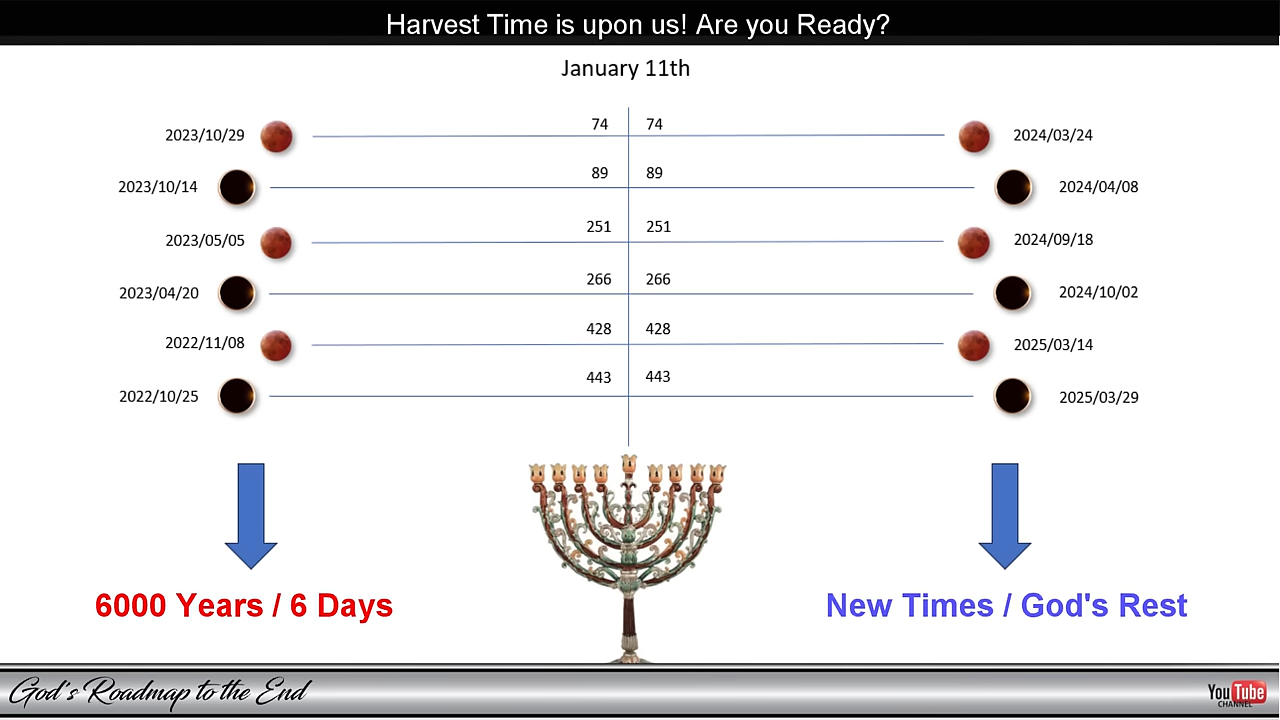 Harvest Time is upon us! Are you Ready?
January 11th
2023/10/29 74 74 2024/03/24
2023/10/14 89 89 2024/04/08
2023/05/05 251 251 2024/09/18
2023/04/20 266 266 2024/10/02
2022/11/08 428 428 2025/03/14
2022/10/25 443 443 2025/03/29
6000 Years / 6 Days
New Times / God's Rest
God's Roadmap to the End
YouTube
CHANNEL